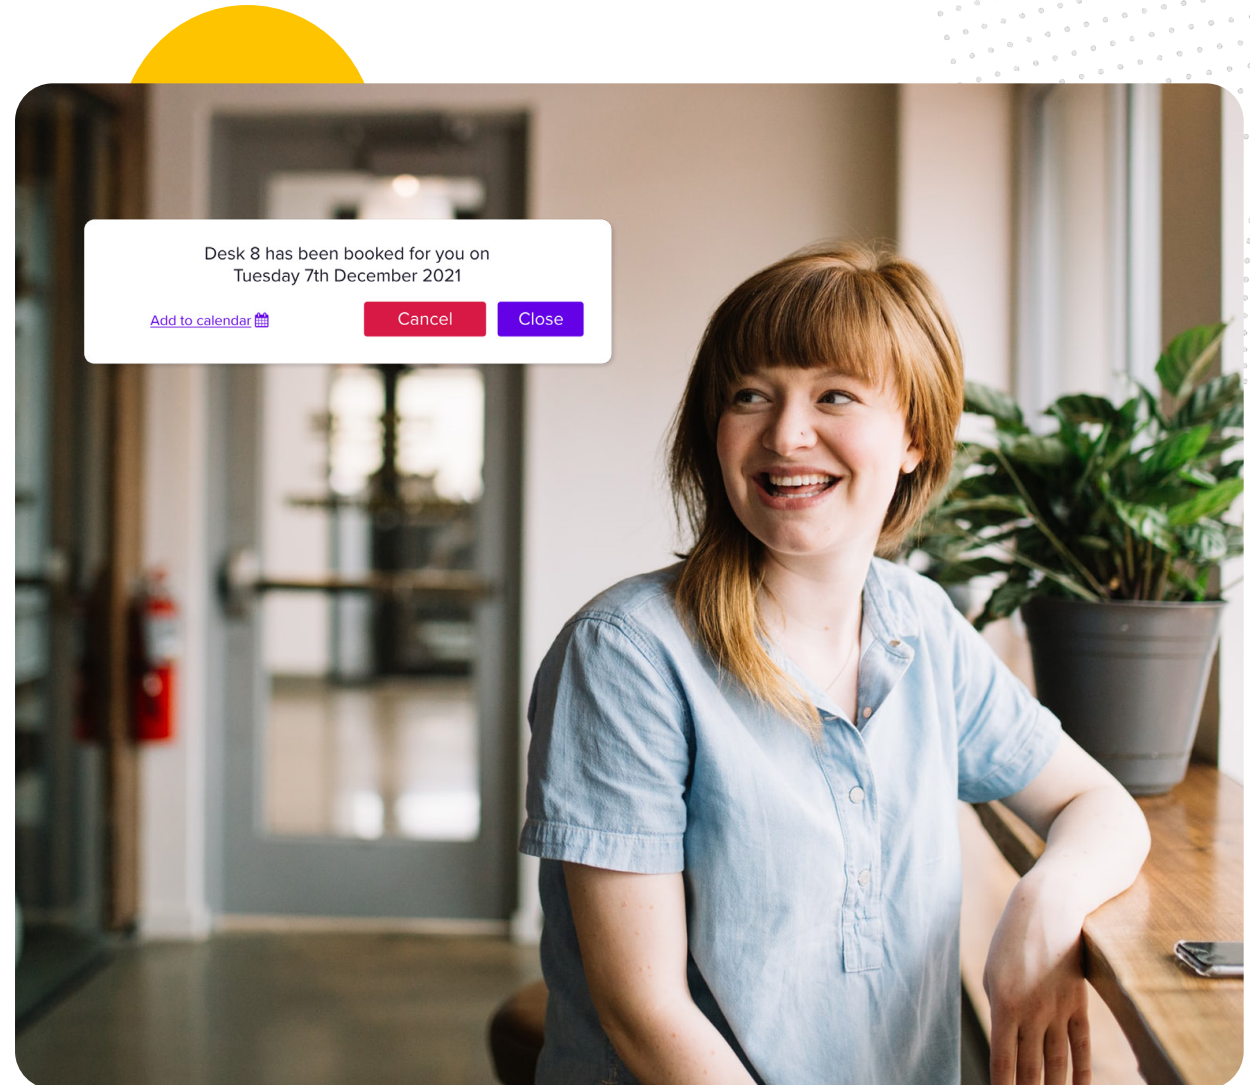 Desk 8 has been booked for you on
Tuesday 7th December 2021
Add to calendar
Cancel
Close